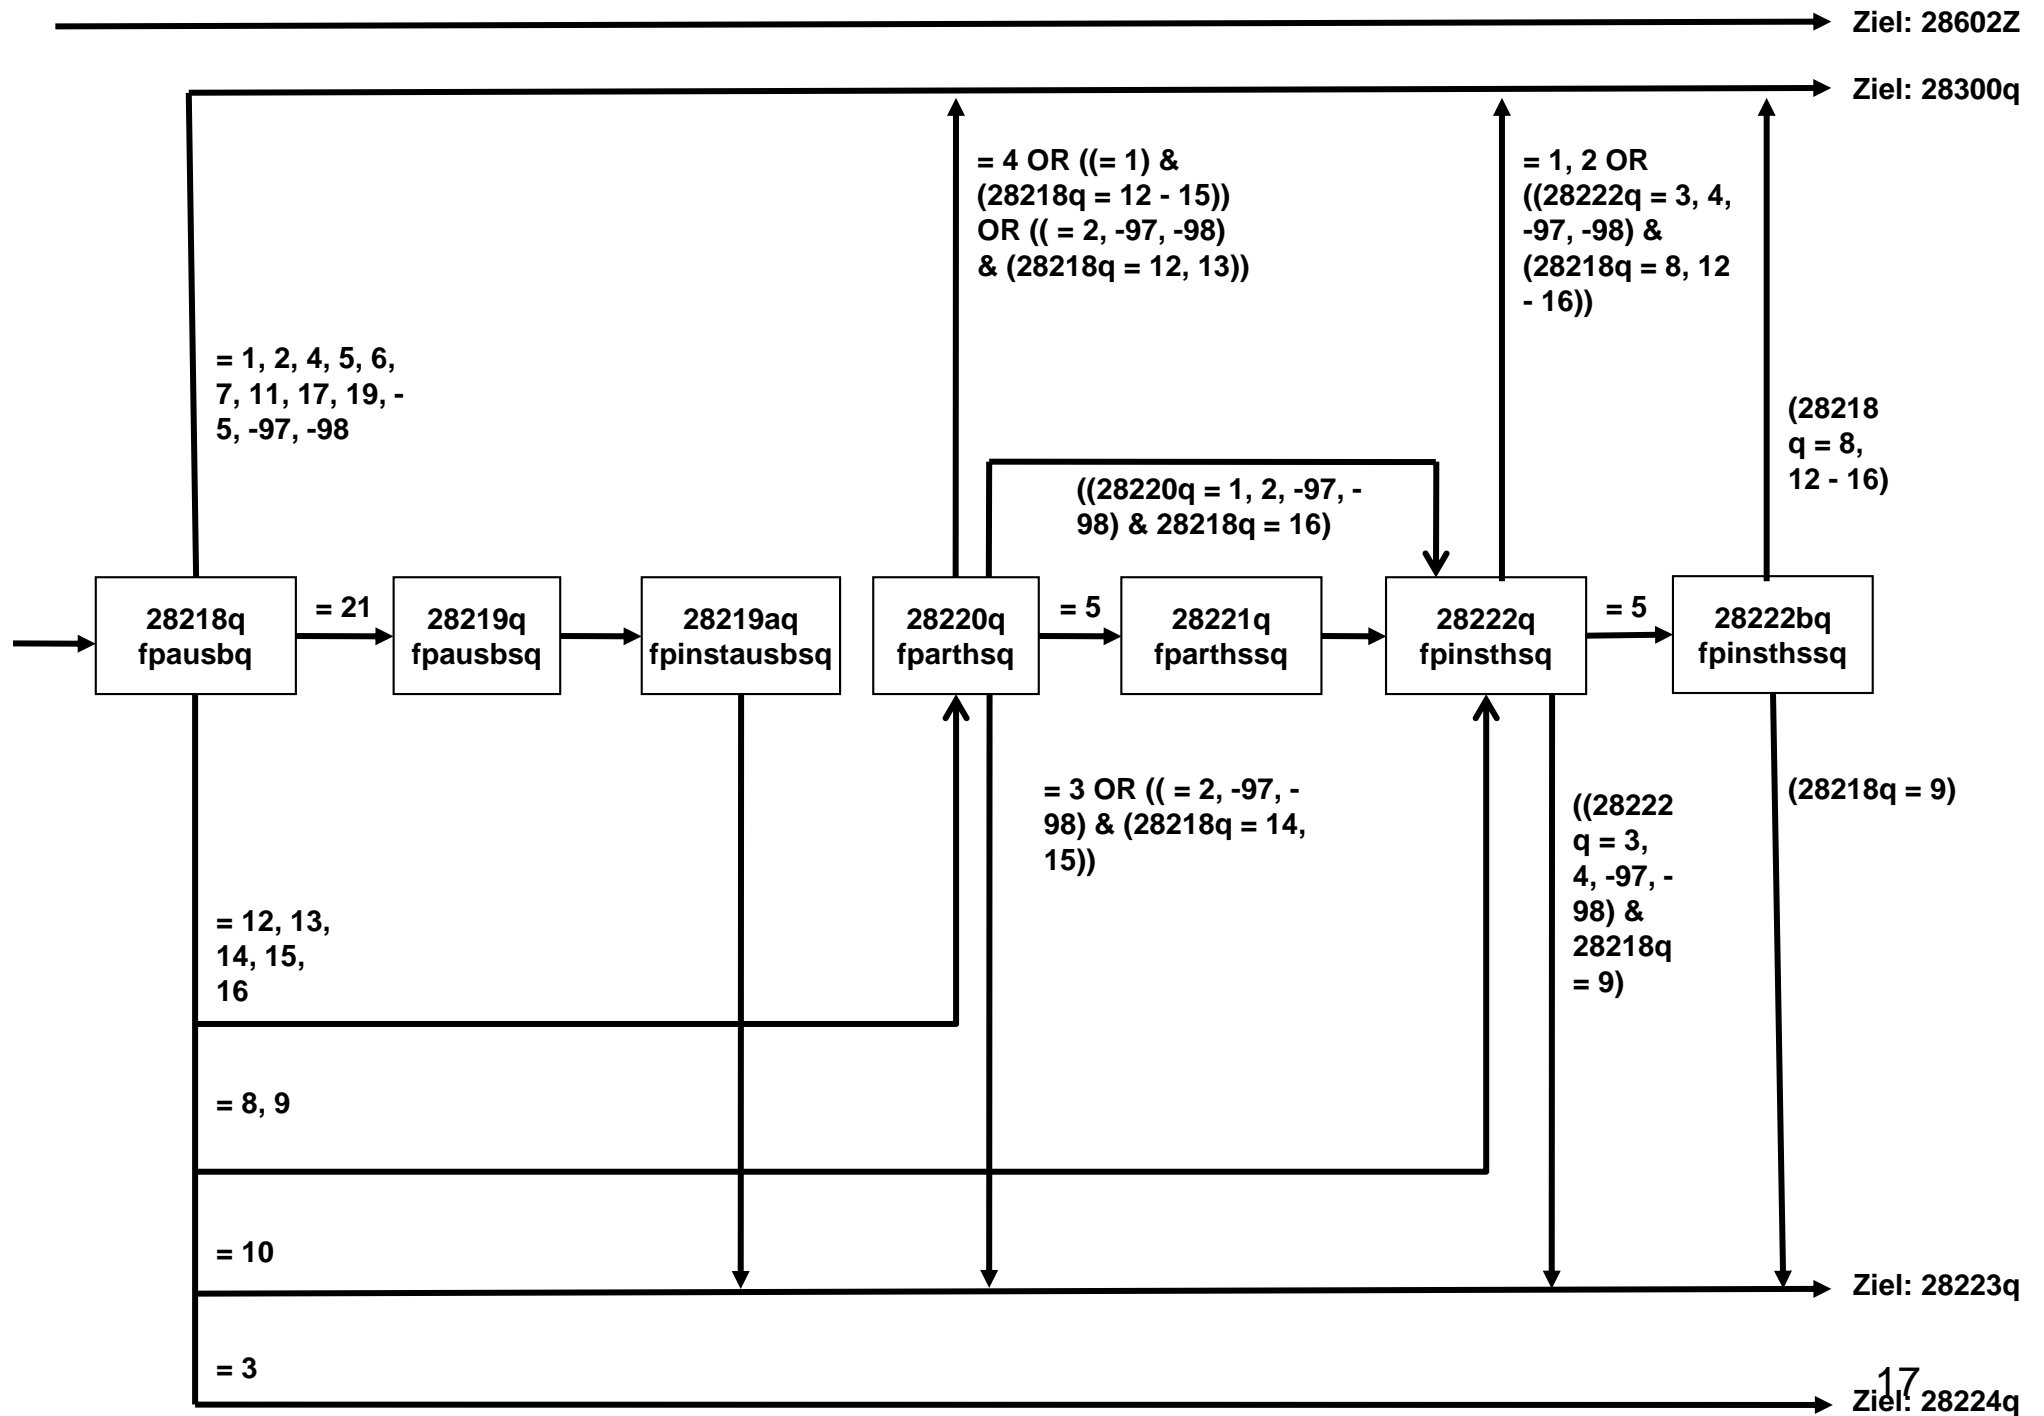 Ziel: 28602Z
Ziel: 28300q
= 4 OR ((= 1) &
(28218q = 12 - 15))
OR (( = 2, -97, -98)
& (28218q = 12, 13))
= 1, 2 OR
((28222q = 3, 4,
-97, -98) &
(28218q = 8, 12
- 16))
= 1, 2, 4, 5, 6,
7, 11, 17, 19, -
5, -97, -98
(28218
q = 8,
12 - 16)
((28220q = 1, 2, -97, -
98) & 28218q = 16)
28218q
fpausbq
= 21
28219q
fpausbsq
28219aq
fpinstausbsq
28220q
fparthsq
= 5
28221q
fparthssq
28222q
fpinsthsq
= 5
28222bq
fpinsthssq
= 3 OR (( = 2, -97, -
98) & (28218q = 14,
15))
((28222
q = 3,
4, -97, -
98) &
28218q
= 9)
(28218q = 9)
= 12, 13,
14, 15,
16
= 8, 9
= 10
Ziel: 28223q
= 3
17
Ziel: 28224q